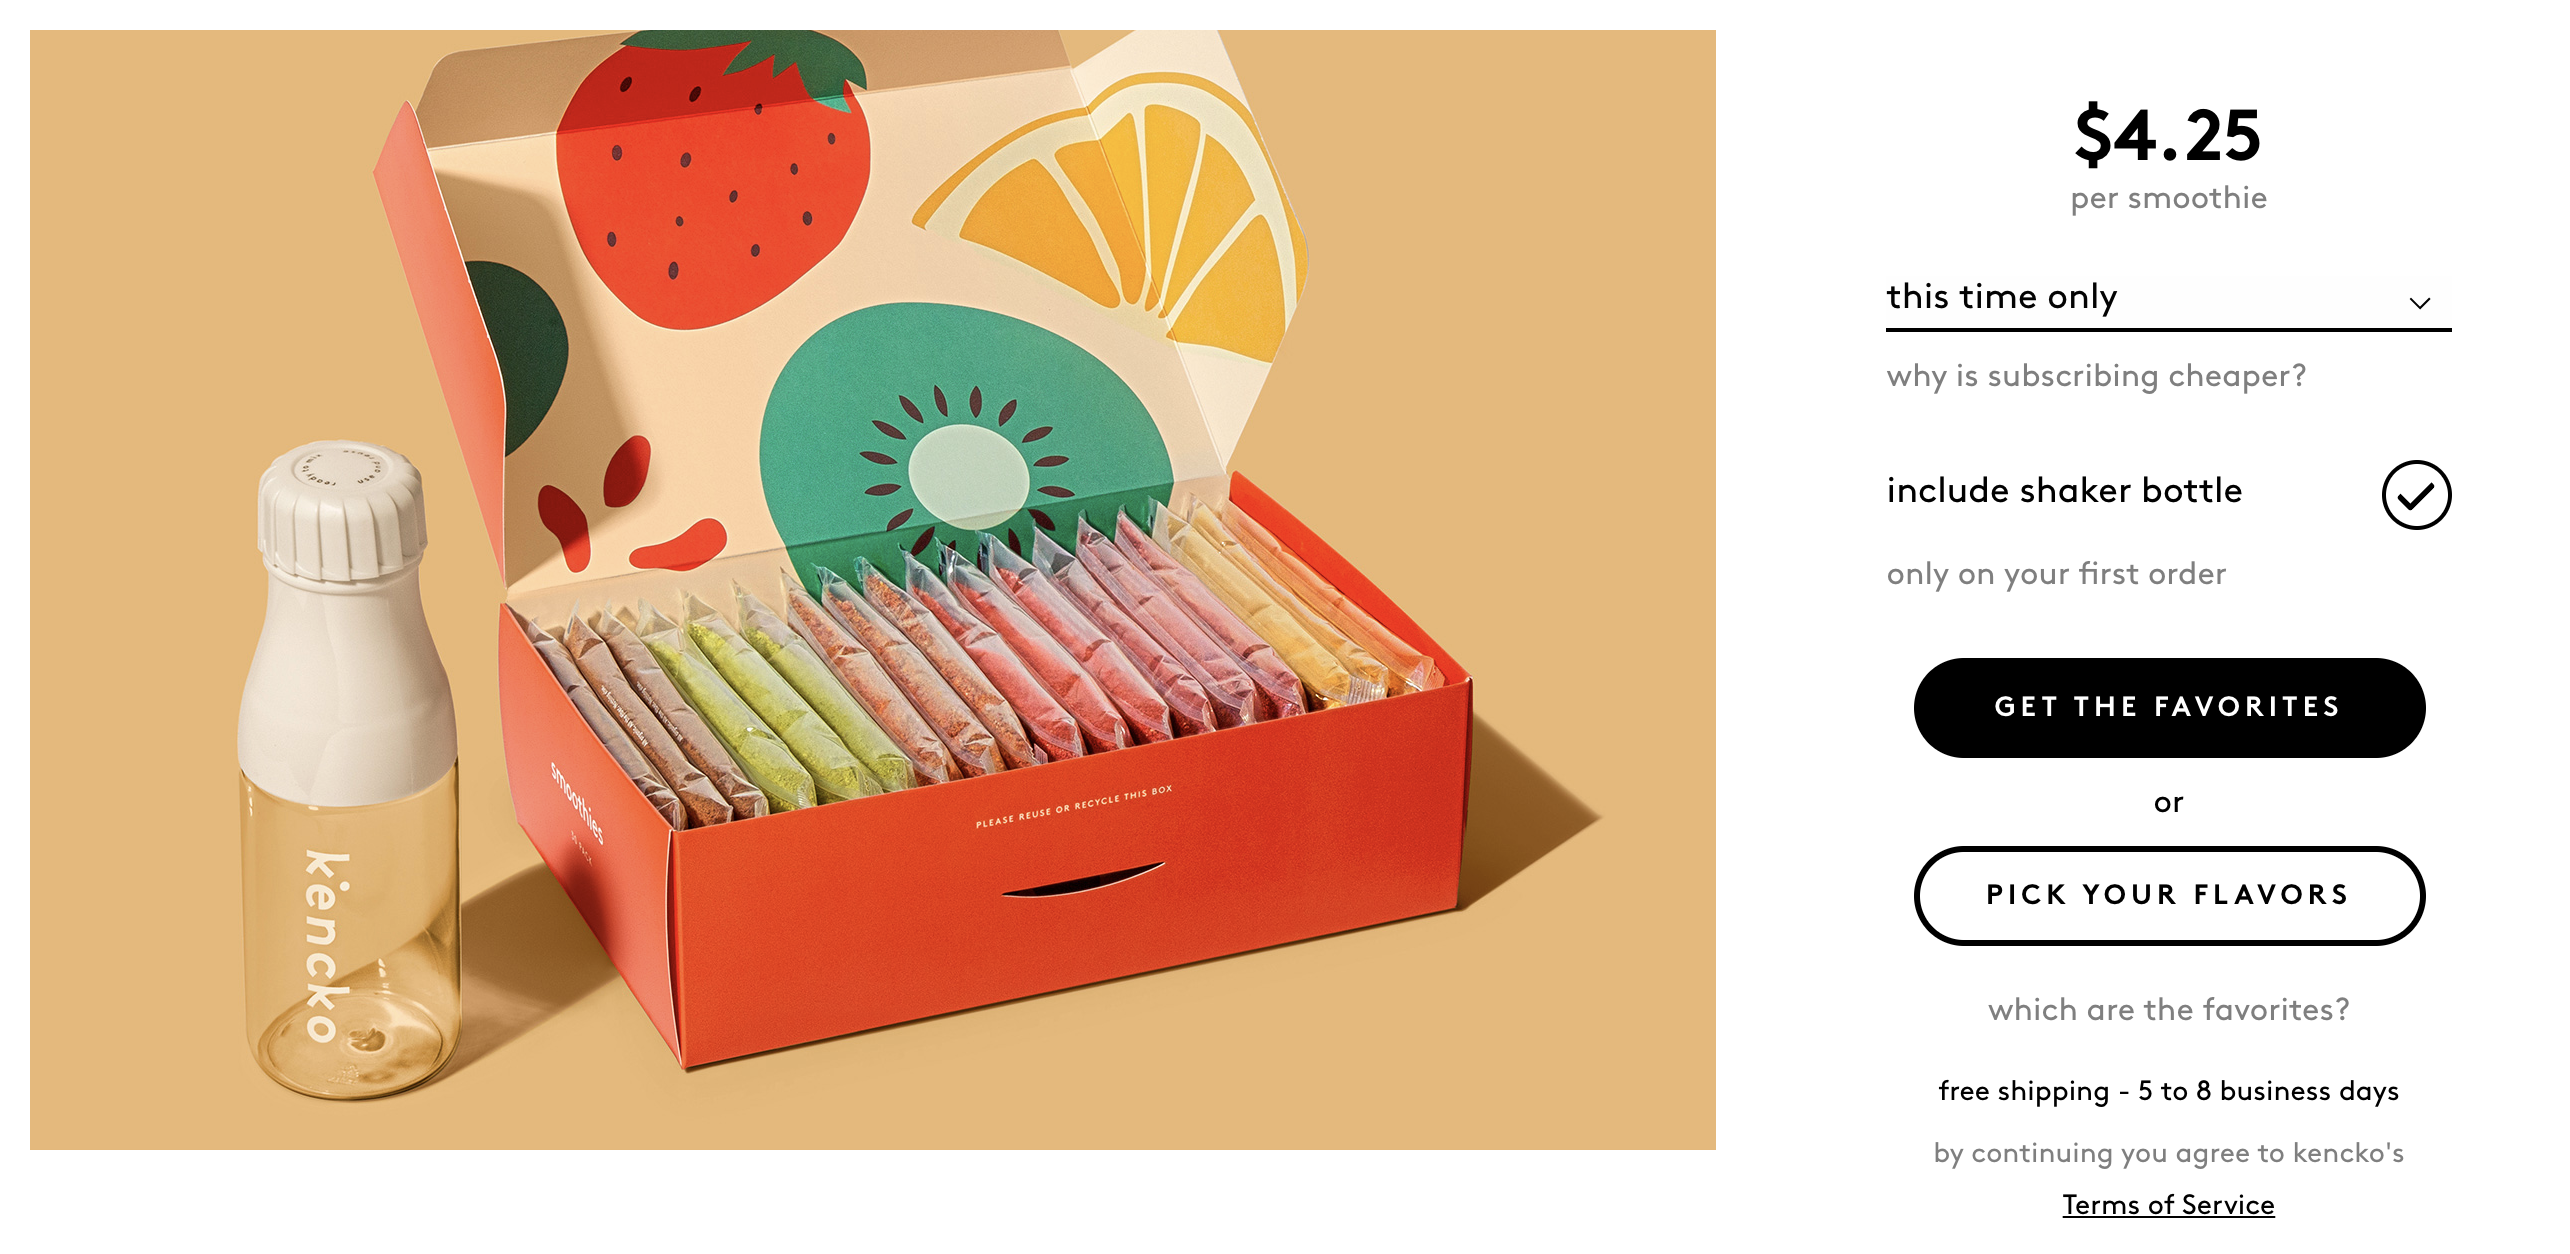 $4.25
per smoothie
this time only
why is subscribing cheaper?
include shaker bottle
only on your first order
GET THE FAVORITES
or
PICK YOUR FLAVORS
which are the favorites?
free shipping - 5 to 8 business days
by continuing you agree to kencko's
Terms of Service
kencko
smoothies
PACK
PLEASE REUSE OR RECYCLE THIS BOX